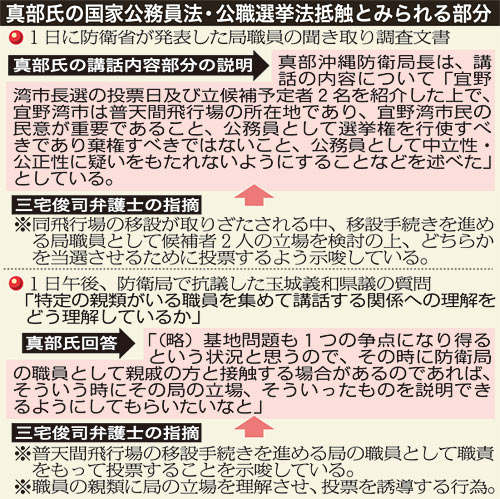 真部氏の国家公務員法・公職選挙法抵触とみられる部分
１日に防衛省が発表した局職員の聞き取り調査文書
真部氏の講話内容部分の説明
真部沖縄防衛局長は、講
話の内容について「宜野
湾市長選の投票日及び立候補予定者２名を紹介した上で、
宜野湾市は普天間飛行場の所在地であり、宜野湾市民の
民意が重要であること、公務員として選挙権を行使すべ
きであり棄権すべきではないこと、公務員として中立性・
公正性に疑いをもたれないようにすることなどを述べた」
としている。
三宅俊司弁護士の指摘
※同飛行場の移設が取りざたされる中、移設手続きを進め
る局職員として候補者２人の立場を検討の上、どちらか
を当選させるために投票するよう示唆している。
１日午後、防衛局で抗議した玉城義和県議の質問
「特定の親類がいる職員を集めて講話する関係への理解を
どう理解しているか」
真部氏回答
「（略）基地問題も１つの争点になり得る
という状況と思うので、その時に防衛局
の職員として親戚の方と接触する場合があるのであれば、
そういう時にその局の立場、そういったものを説明でき
るようにしてもらいたいなと」
三宅俊司弁護士の指摘
※普天間飛行場の移設手続きを進める局の職員として職責
をもって投票することを示唆している。
※職員の親類に局の立場を理解させ、投票を誘導する行為。